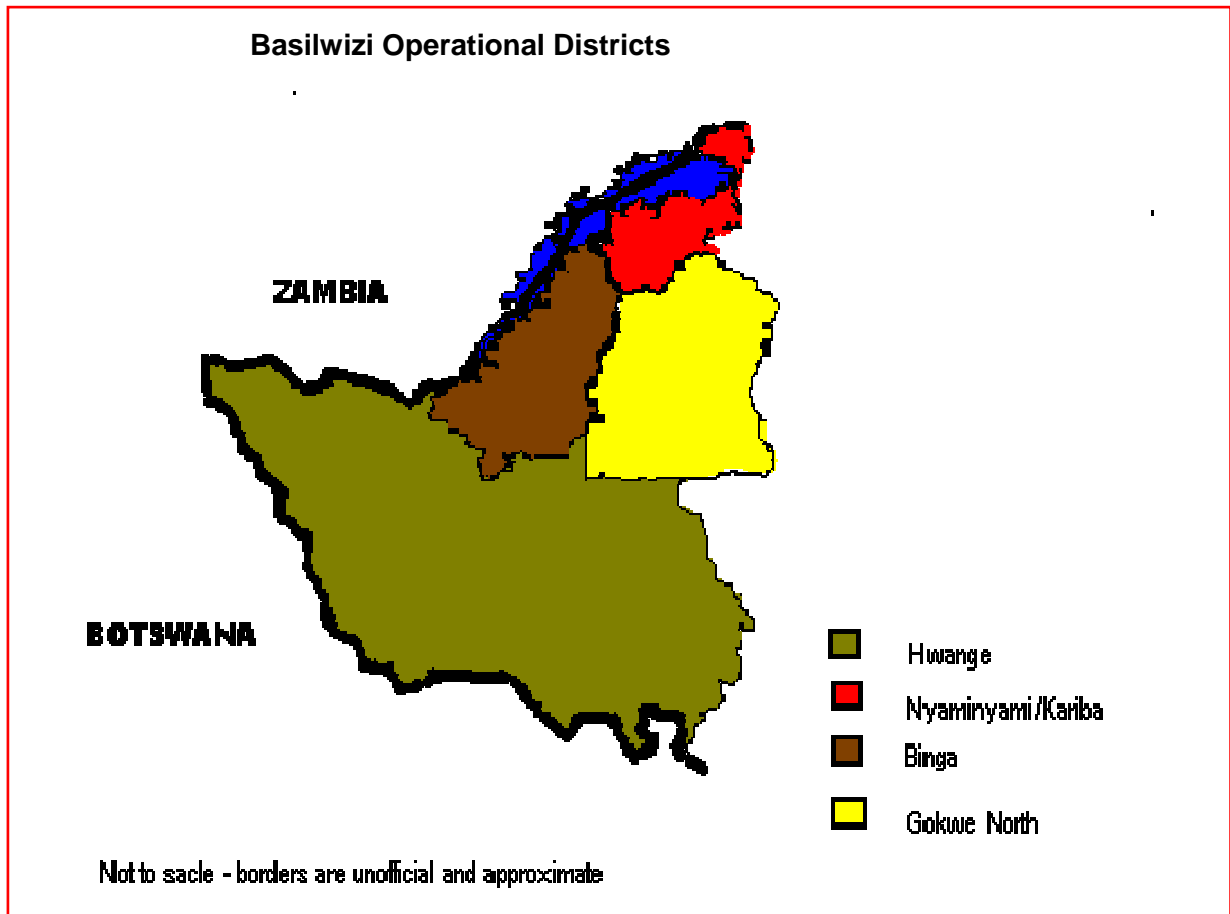 Basilwizi Operational Districts
ZAMBIA
BOTSWANA
Hwange
Nyaminyami/Kariba
Binga
Gokwe North
Not to sacle - borders are unofficial and approximate